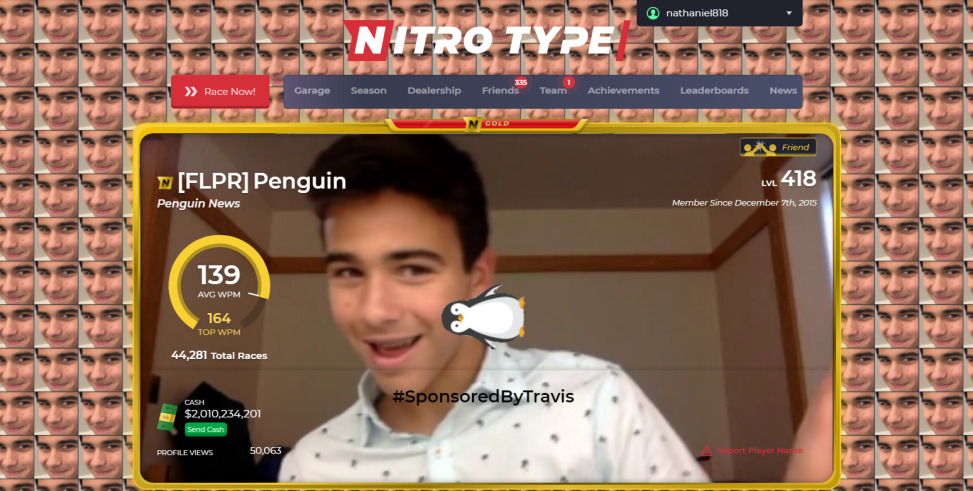 nathaniel818
NITRO TYPE
Race Now!
Garage Season Dealership Friends 335 Team 1 Achievements Leaderboards News
N GOLD
Friend
N [FLPR] Penguin
LVL 418
Penguin News
Member Since December 7th, 2015
139
AVG WPM
164
TOP WPM
44,281 Total Races
#SponsoredByTravis
CASH
$2,010,234,201
Send Cash
PROFILE VIEWS 50,063
Report Player Name